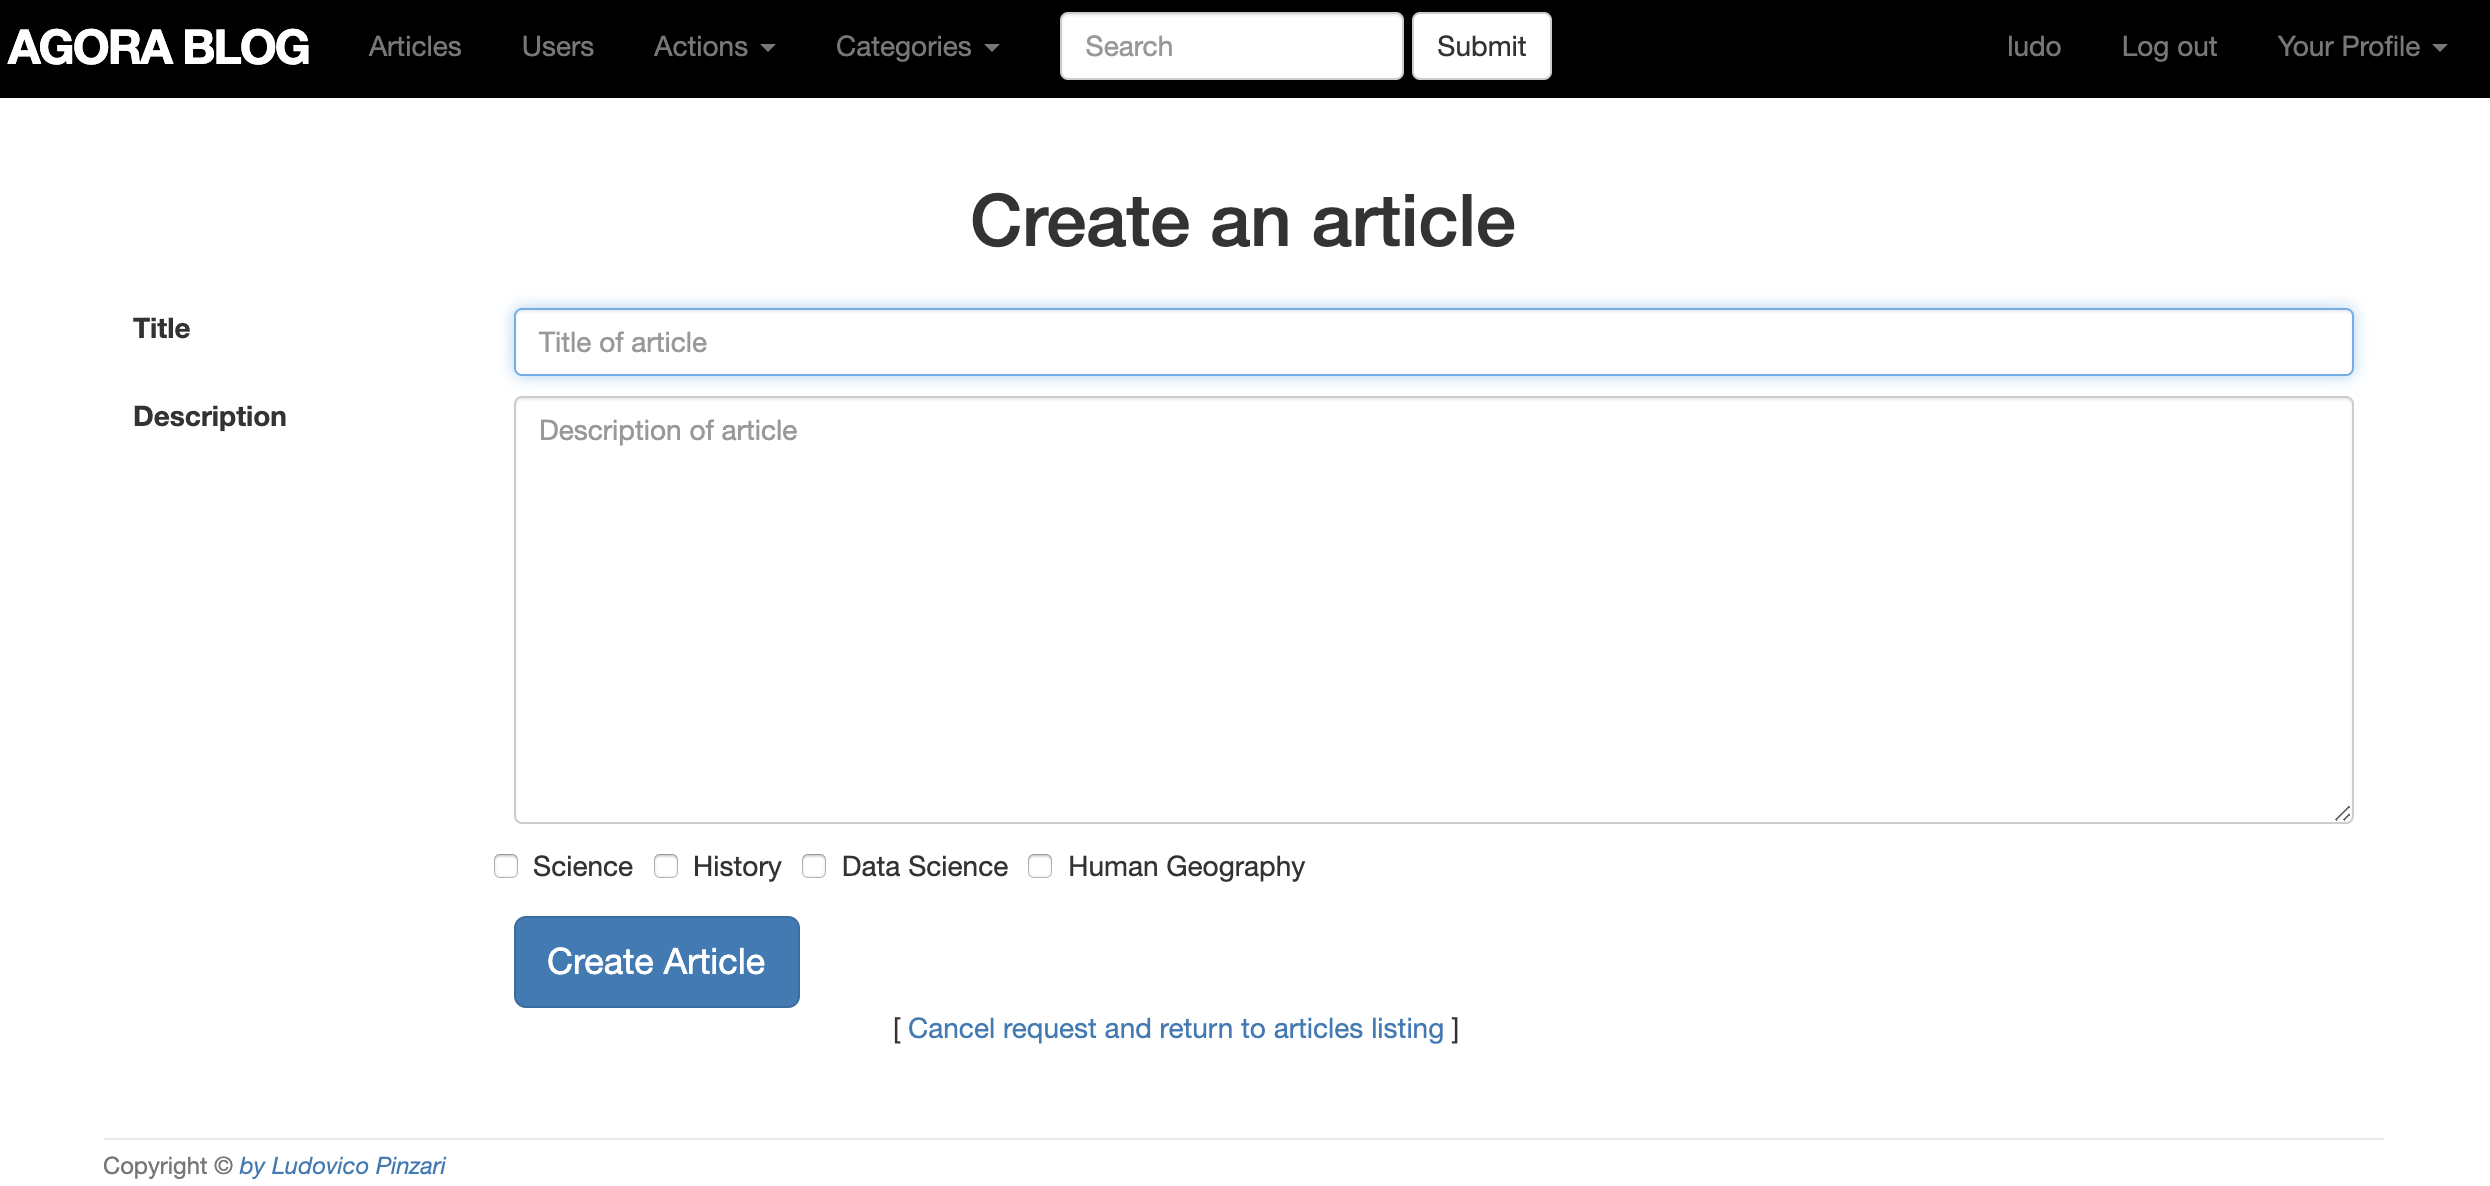 AGORA BLOG Articles Users Actions Categories Search Submit ludo Log out Your Profile
Create an article
Title Title of article
Description Description of article
Science History Data Science Human Geography
Create Article
[ Cancel request and return to articles listing ]
Copyright © by Ludovico Pinzari